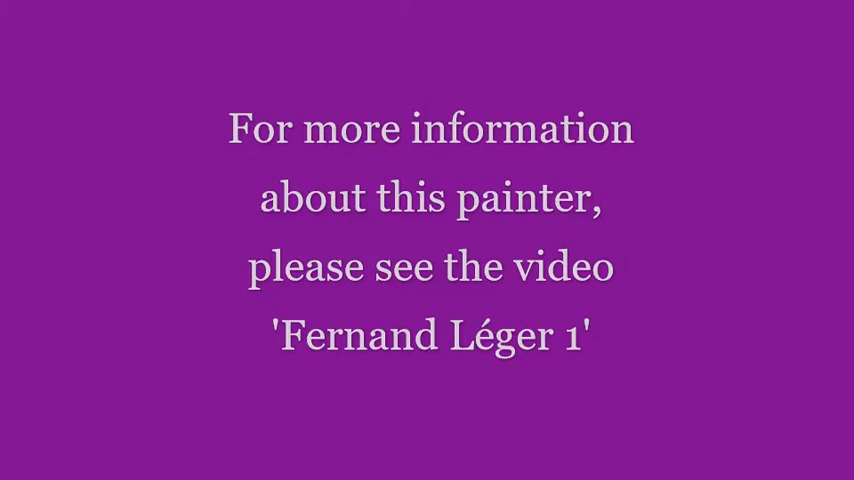 For more information
about this painter,
please see the video
'Fernand Léger 1'